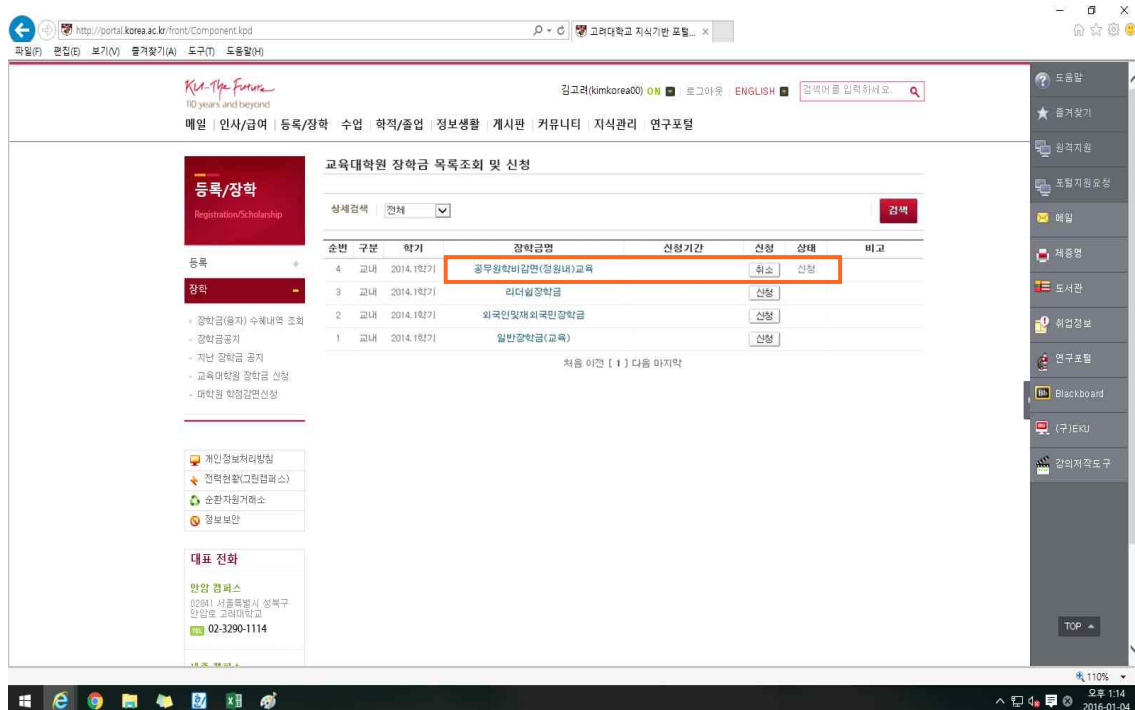 http://portal.korea.ac.kr/front/Component.kpd
고려대학교 지식기반 포털... ×
파일(F) 편집(E) 보기(V) 즐겨찾기(A) 도구(T) 도움말(H)
KU-The Future
110 years and beyond
김고려(kimkorea00) ON 로그아웃 ENGLISH 검색어를 입력하세요.
메일 인사/급여 등록/장학 수업 학적/졸업 정보생활 게시판 커뮤니티 지식관리 연구포털
등록/장학
Registration/Scholarship
등록 +
장학 -
- 장학금(융자) 수혜내역 조회
- 장학금공지
- 지난 장학금 공지
- 교육대학원 장학금 신청
- 대학원 학점감면신청
개인정보처리방침
전력현황(그린캠퍼스)
순환자원거래소
정보보안
대표 전화
안암 캠퍼스
02841 서울특별시 성북구
안암로 고려대학교
TEL 02-3290-1114
교육대학원 장학금 목록조회 및 신청
상세검색 전체 검색
순번 구분 학기 장학금명 신청기간 신청 상태 비고
4 교내 2014.1학기 공무원학비감면(정원내)교육 취소 신청
3 교내 2014.1학기 리더쉽장학금 신청
2 교내 2014.1학기 외국인및재외국민장학금 신청
1 교내 2014.1학기 일반장학금(교육) 신청
처음 이전 [ 1 ] 다음 마지막
도움말
즐겨찾기
원격지원
포털지원요청
메일
제증명
도서관
취업정보
연구포털
Blackboard
(구)EKU
강의저작도구
TOP
110%
오후 1:14
2016-01-04